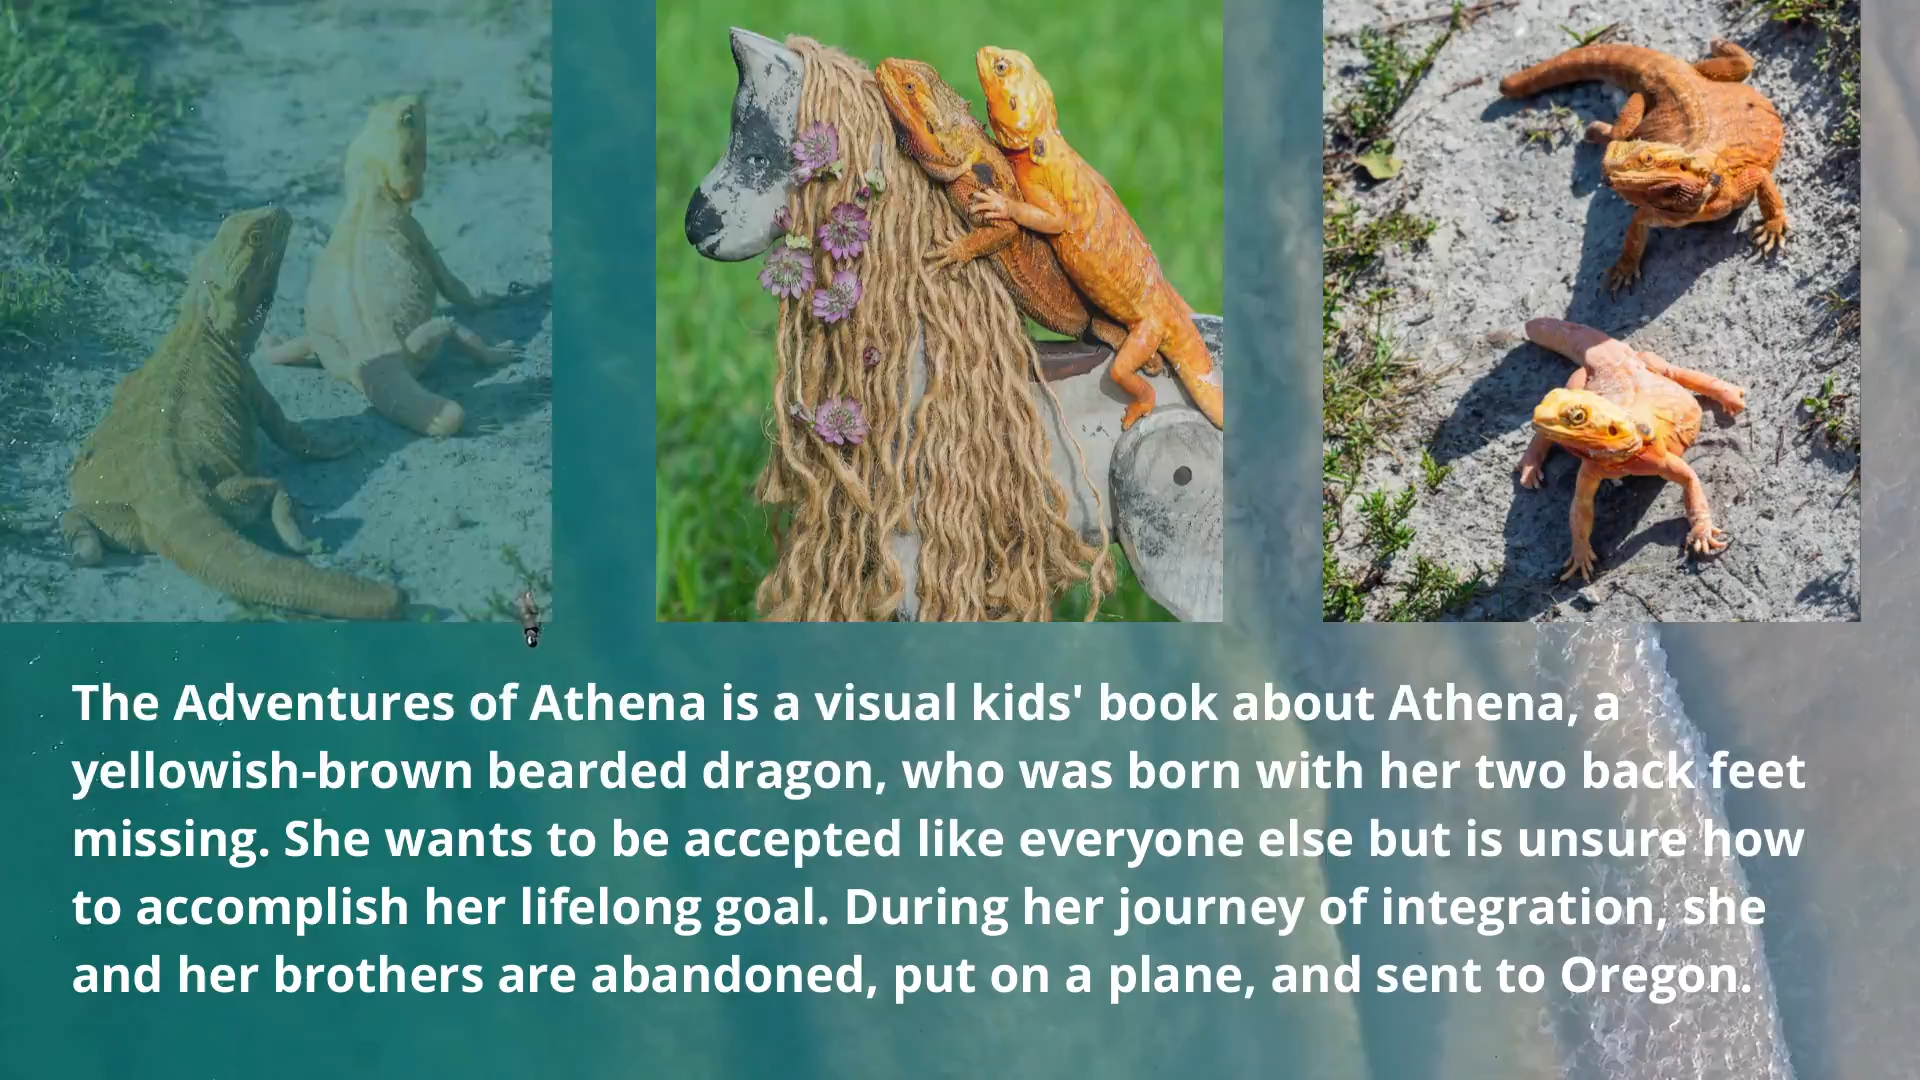 The Adventures of Athena is a visual kids' book about Athena, a
yellowish-brown bearded dragon, who was born with her two back feet
missing. She wants to be accepted like everyone else but is unsure how
to accomplish her lifelong goal. During her journey of integration, she
and her brothers are abandoned, put on a plane, and sent to Oregon.